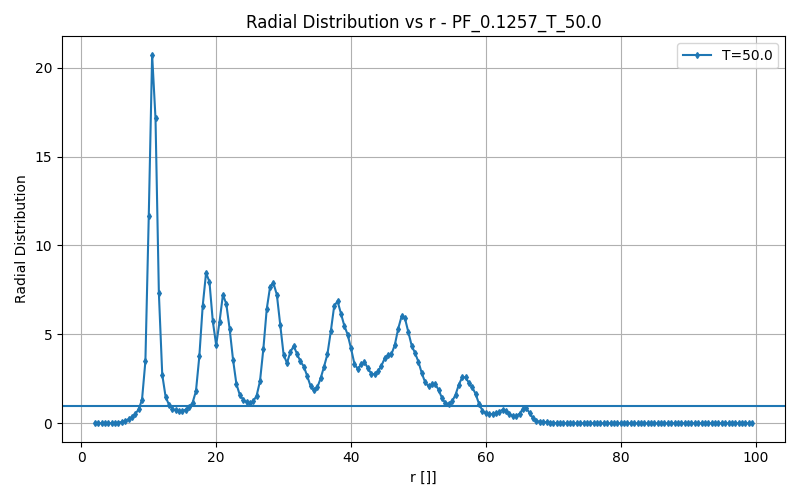 Radial Distribution vs r - PF_0.1257_T_50.0
T=50.0
20
15
10
5
0
Radial Distribution
0 20 40 60 80 100
r []]